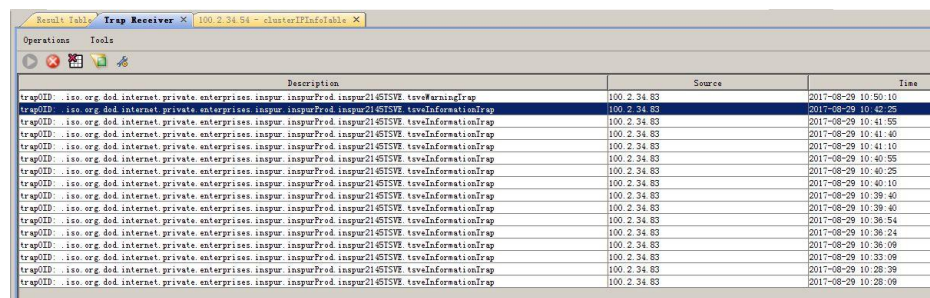 Result Table Trap Receiver × 100.2.34.54 - clusterIPInfoTable ×
Operations Tools
Description Source Time
trapOID: .iso.org.dod.internet.private.enterprises.inspur.inspurProd.inspur2145TSVE.tsveWarningTrap 100.2.34.83 2017-08-29 10:50:10
trapOID: .iso.org.dod.internet.private.enterprises.inspur.inspurProd.inspur2145TSVE.tsveInformationTrap 100.2.34.83 2017-08-29 10:42:25
trapOID: .iso.org.dod.internet.private.enterprises.inspur.inspurProd.inspur2145TSVE.tsveInformationTrap 100.2.34.83 2017-08-29 10:41:55
trapOID: .iso.org.dod.internet.private.enterprises.inspur.inspurProd.inspur2145TSVE.tsveInformationTrap 100.2.34.83 2017-08-29 10:41:40
trapOID: .iso.org.dod.internet.private.enterprises.inspur.inspurProd.inspur2145TSVE.tsveInformationTrap 100.2.34.83 2017-08-29 10:41:10
trapOID: .iso.org.dod.internet.private.enterprises.inspur.inspurProd.inspur2145TSVE.tsveInformationTrap 100.2.34.83 2017-08-29 10:40:55
trapOID: .iso.org.dod.internet.private.enterprises.inspur.inspurProd.inspur2145TSVE.tsveInformationTrap 100.2.34.83 2017-08-29 10:40:25
trapOID: .iso.org.dod.internet.private.enterprises.inspur.inspurProd.inspur2145TSVE.tsveInformationTrap 100.2.34.83 2017-08-29 10:40:10
trapOID: .iso.org.dod.internet.private.enterprises.inspur.inspurProd.inspur2145TSVE.tsveInformationTrap 100.2.34.83 2017-08-29 10:39:40
trapOID: .iso.org.dod.internet.private.enterprises.inspur.inspurProd.inspur2145TSVE.tsveInformationTrap 100.2.34.83 2017-08-29 10:39:40
trapOID: .iso.org.dod.internet.private.enterprises.inspur.inspurProd.inspur2145TSVE.tsveInformationTrap 100.2.34.83 2017-08-29 10:36:54
trapOID: .iso.org.dod.internet.private.enterprises.inspur.inspurProd.inspur2145TSVE.tsveInformationTrap 100.2.34.83 2017-08-29 10:36:24
trapOID: .iso.org.dod.internet.private.enterprises.inspur.inspurProd.inspur2145TSVE.tsveInformationTrap 100.2.34.83 2017-08-29 10:36:09
trapOID: .iso.org.dod.internet.private.enterprises.inspur.inspurProd.inspur2145TSVE.tsveInformationTrap 100.2.34.83 2017-08-29 10:33:09
trapOID: .iso.org.dod.internet.private.enterprises.inspur.inspurProd.inspur2145TSVE.tsveInformationTrap 100.2.34.83 2017-08-29 10:28:39
trapOID: .iso.org.dod.internet.private.enterprises.inspur.inspurProd.inspur2145TSVE.tsveInformationTrap 100.2.34.83 2017-08-29 10:28:09